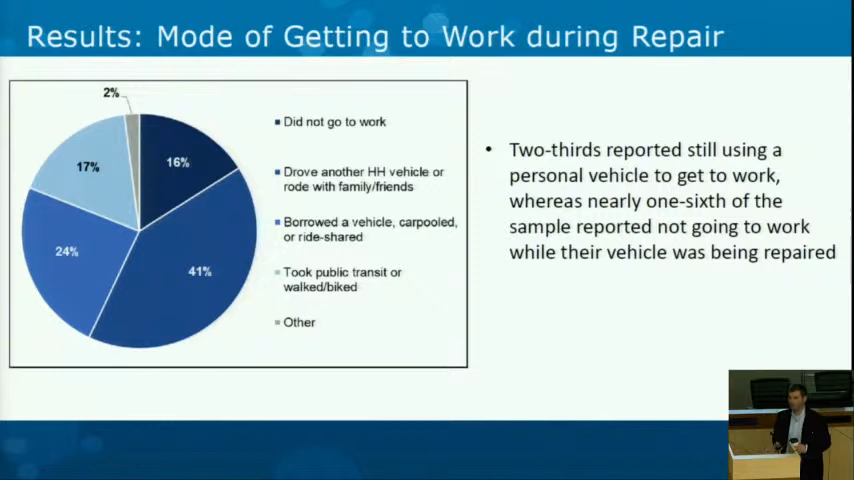 Results: Mode of Getting to Work during Repair
2%
17%
16%
24%
41%
Did not go to work
Drove another HH vehicle or
rode with family/friends
Borrowed a vehicle, carpooled,
or ride-shared
Took public transit or
walked/biked
Other
• Two-thirds reported still using a
personal vehicle to get to work,
whereas nearly one-sixth of the
sample reported not going to work
while their vehicle was being repaired